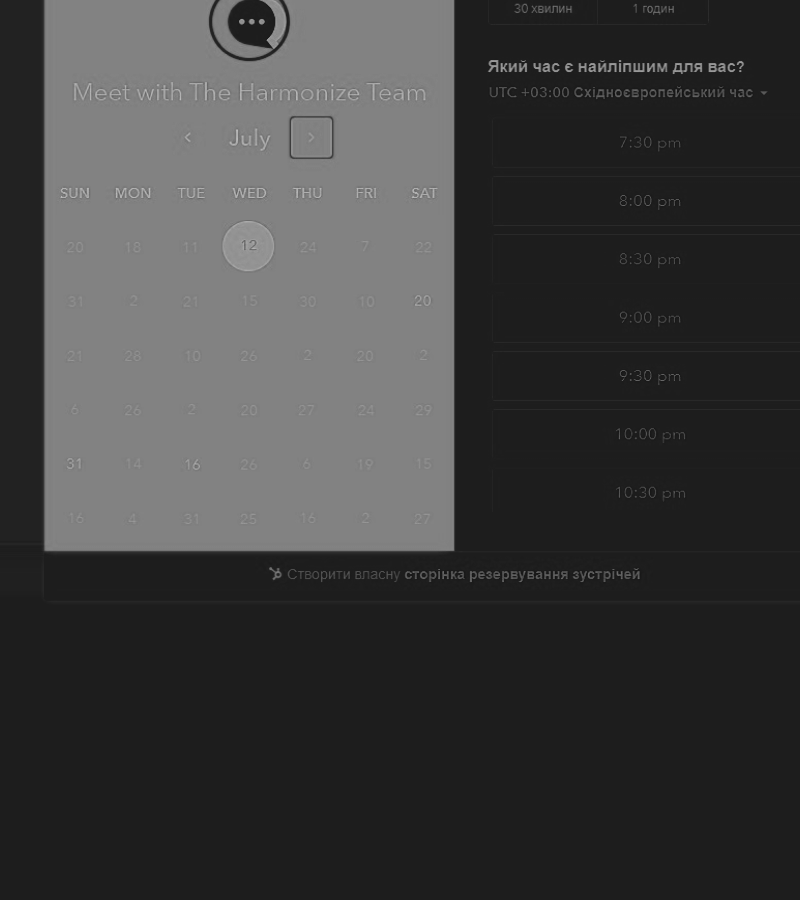 30 хвилин 1 годин
Який час є найліпшим для вас?
UTC +03:00 Східноєвропейський час
Meet with The Harmonize Team
July
SUN MON TUE WED THU FRI SAT
20 18 11 12 24 7 22
31 2 21 15 30 10 20
21 28 10 26 2 20 2
6 26 2 20 27 24 29
31 14 16 26 6 19 15
16 4 31 25 16 2 27
7:30 pm
8:00 pm
8:30 pm
9:00 pm
9:30 pm
10:00 pm
10:30 pm
Створити власну сторінка резервування зустрічей